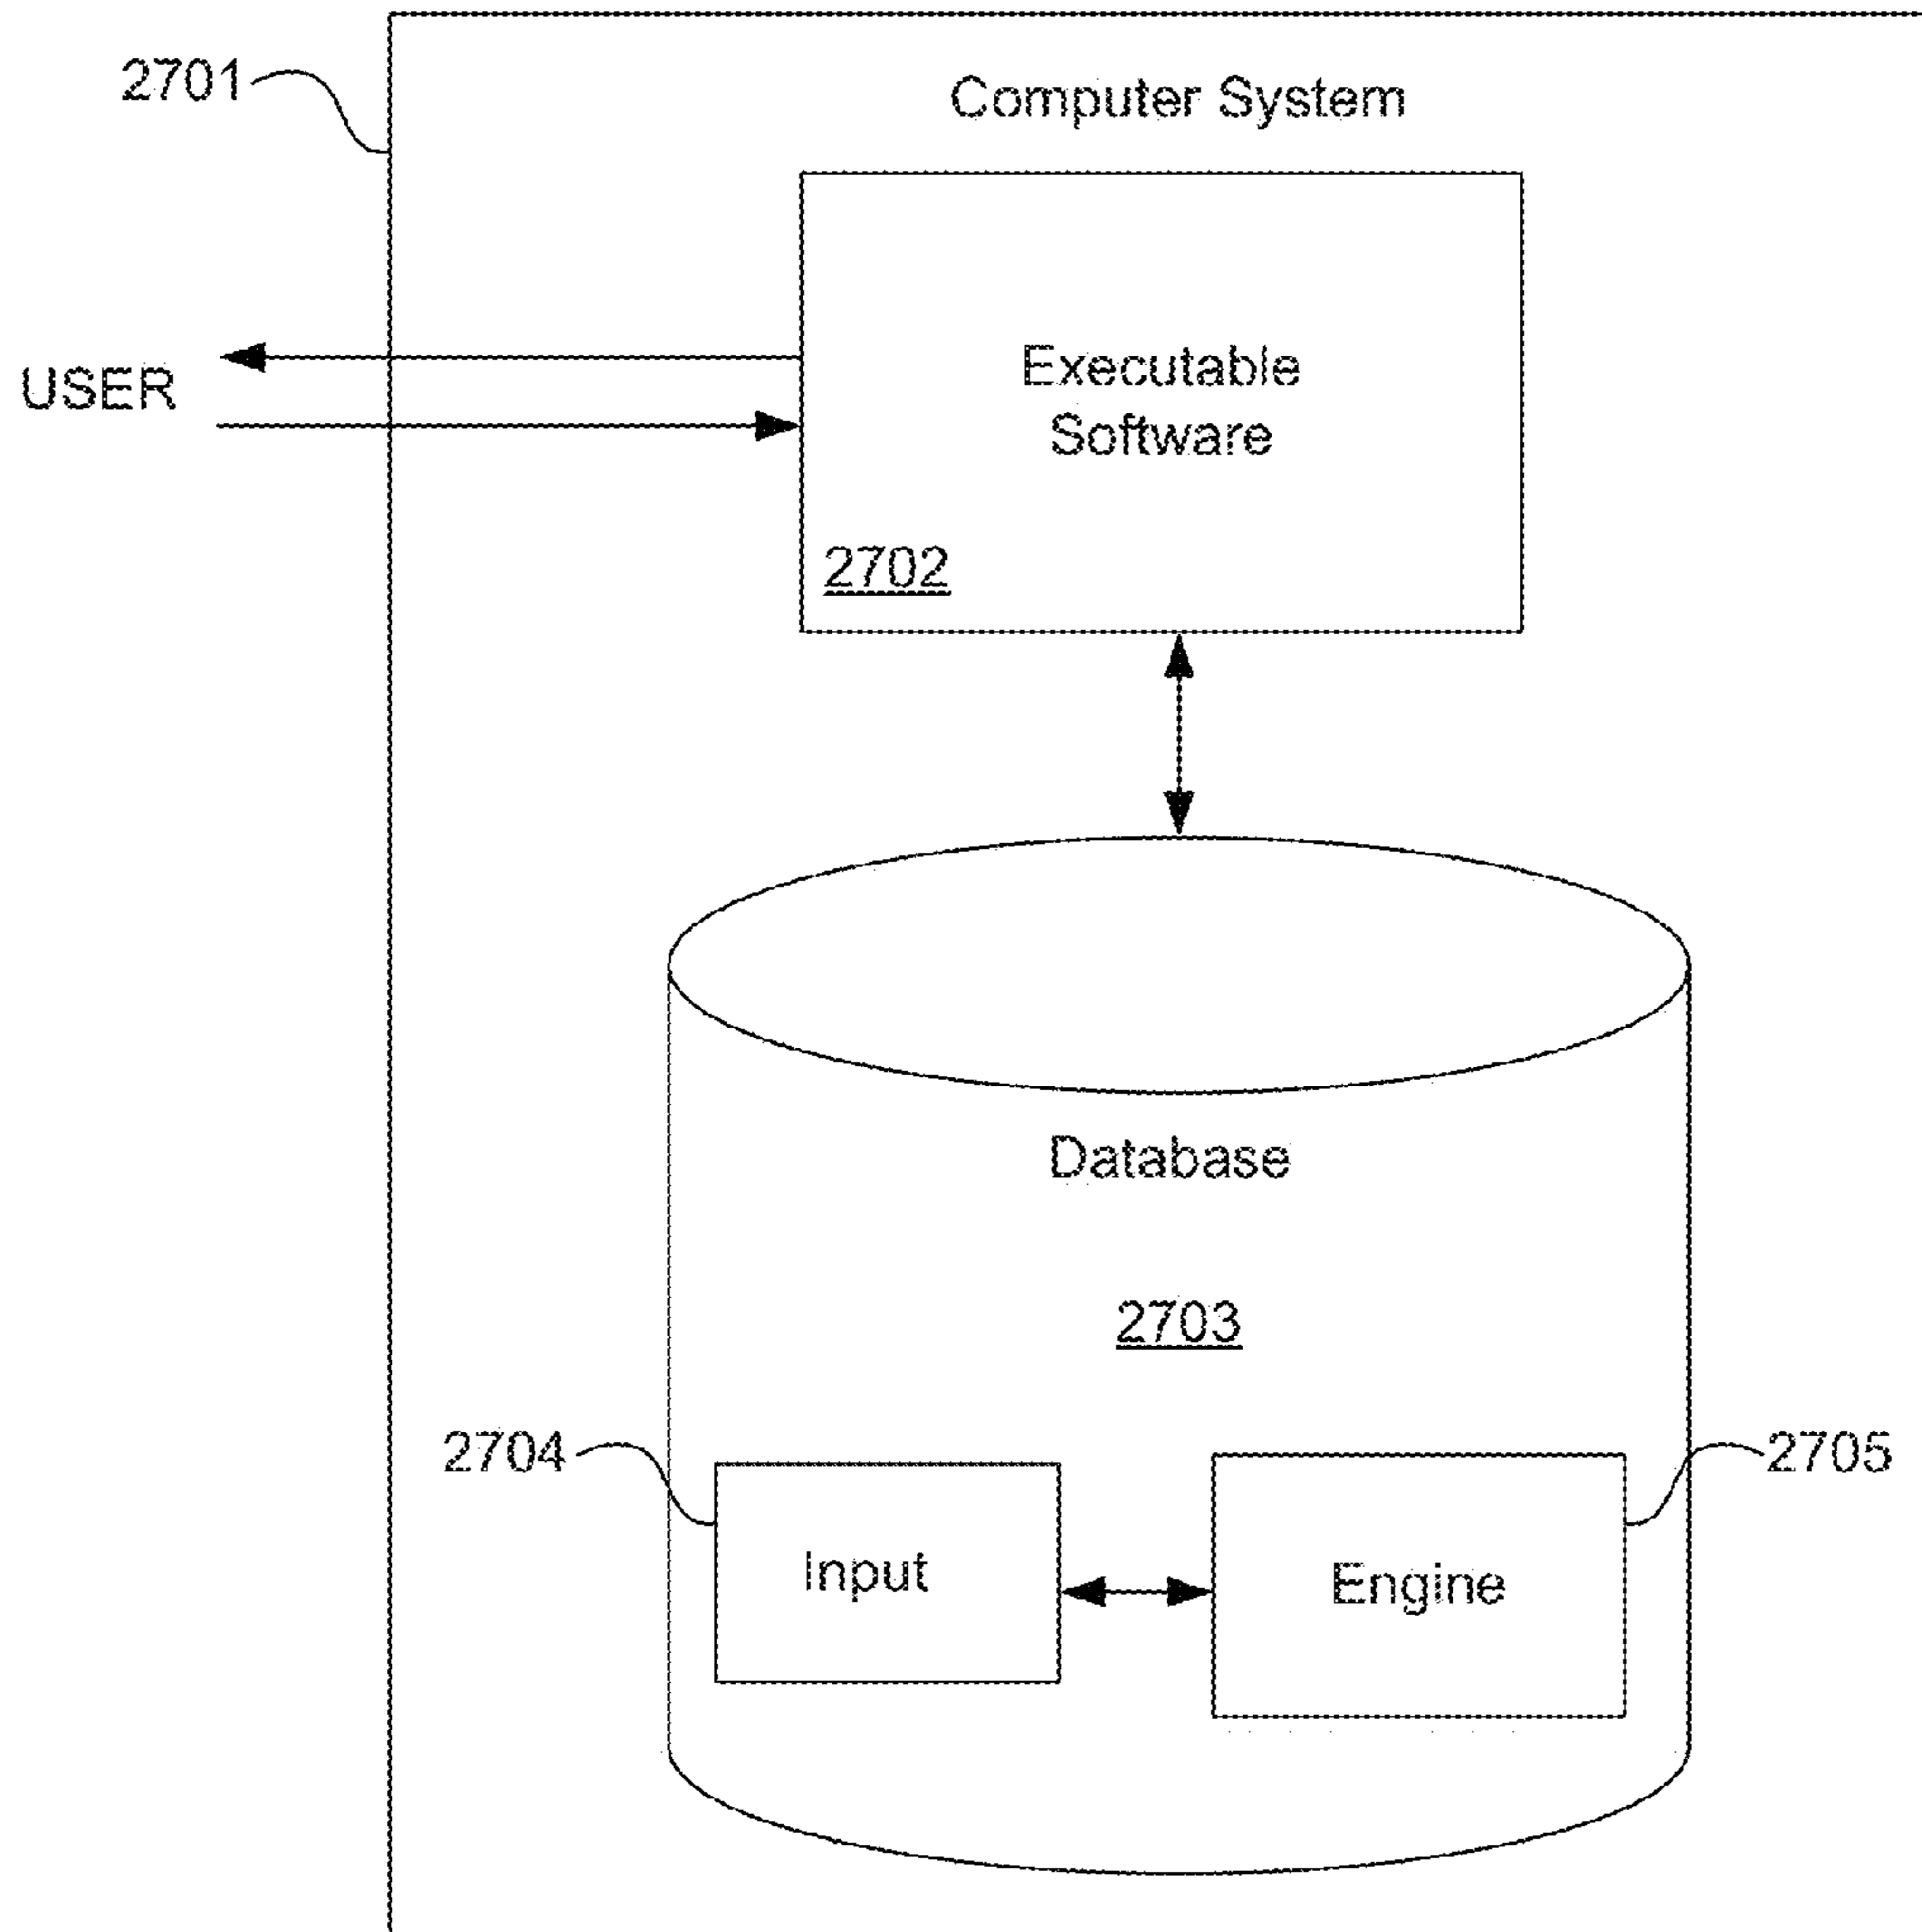 2701
Computer System
USER
Executable
Software
2702
Database
2703
2704
2705
Input
Engine